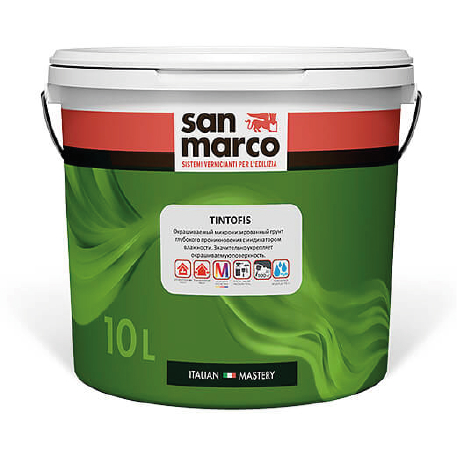 san
marco
SISTEMI VERNICIANTI PER L'EDILIZIA
TINTOFIS
Окрашиваемый микронизированный грунт
глубокого проникновения с индикатором
влажности. Значительно укрепляет
окрашиваемую поверхность.
10 L
ITALIAN MASTERY